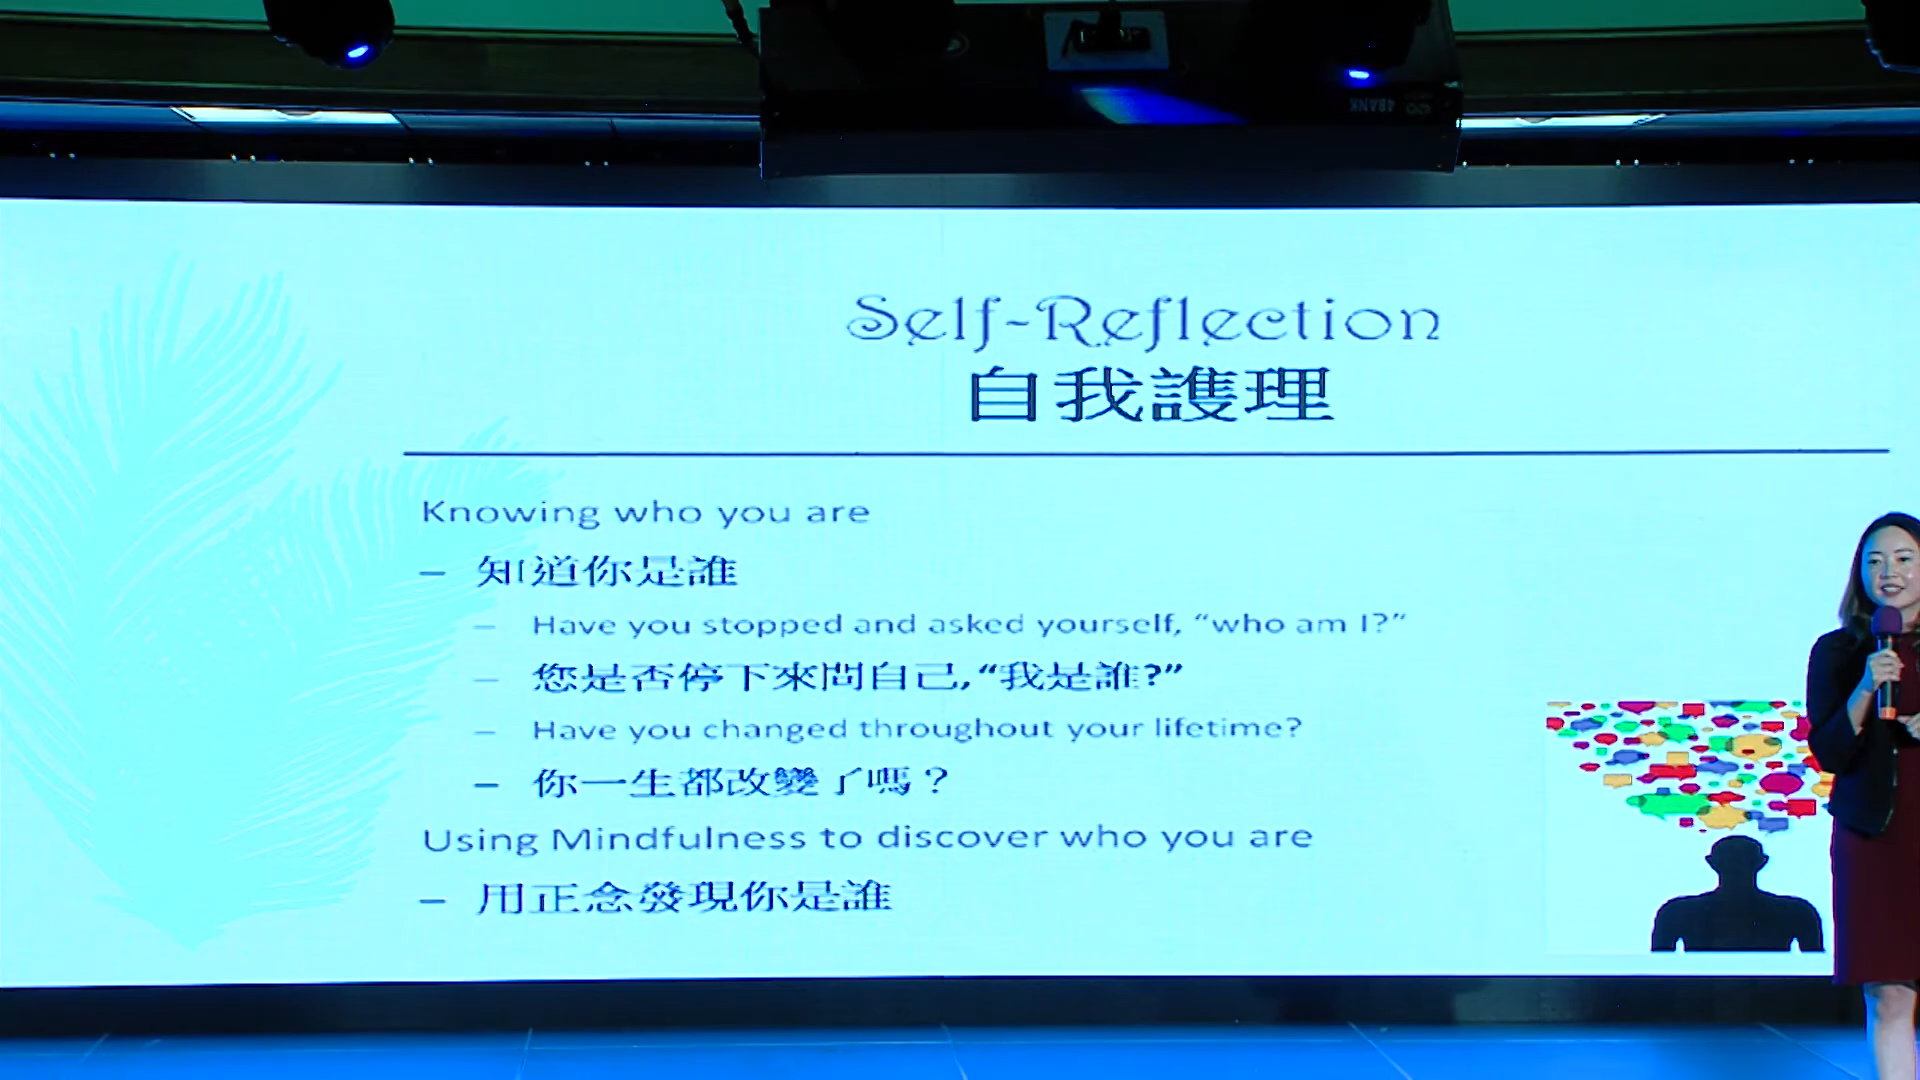 Self-Reflection
自我護理
Knowing who you are
– 知道你是誰
– Have you stopped and asked yourself, “who am I?”
– 您是否停下來問自己,“我是誰?”
– Have you changed throughout your lifetime?
– 你一生都改變了嗎？
Using Mindfulness to discover who you are
– 用正念發現你是誰